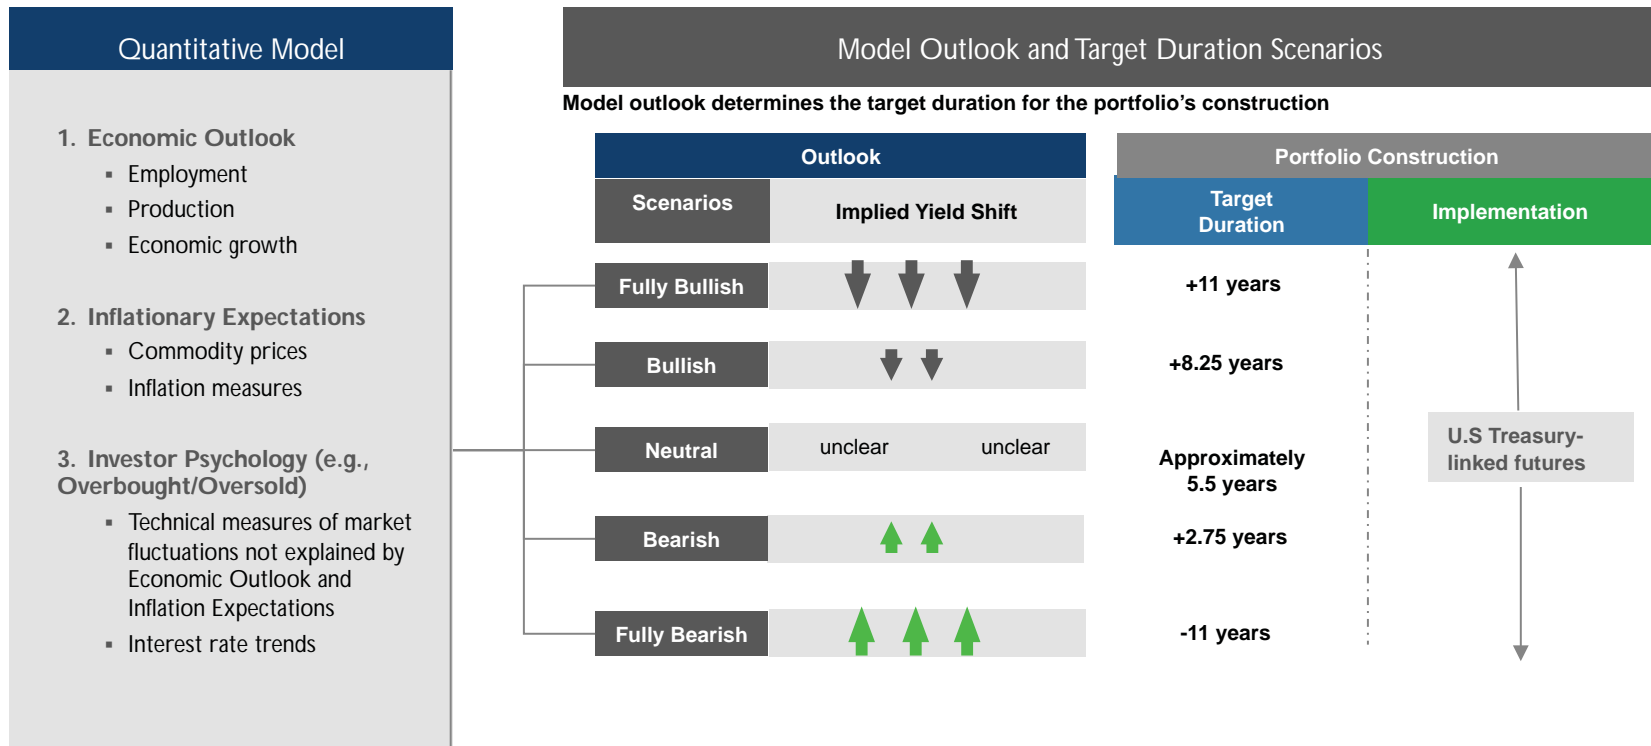 Quantitative Model
1. Economic Outlook
▪ Employment
▪ Production
▪ Economic growth
2. Inflationary Expectations
▪ Commodity prices
▪ Inflation measures
3. Investor Psychology (e.g.,
Overbought/Oversold)
▪ Technical measures of market
fluctuations not explained by
Economic Outlook and
Inflation Expectations
▪ Interest rate trends
Model Outlook and Target Duration Scenarios
Model outlook determines the target duration for the portfolio’s construction
Outlook
Portfolio Construction
Scenarios
Implied Yield Shift
Target
Duration
Implementation
Fully Bullish
+11 years
Bullish
+8.25 years
Neutral
unclear unclear
Approximately
5.5 years
Bearish
+2.75 years
Fully Bearish
-11 years
U.S Treasury-
linked futures